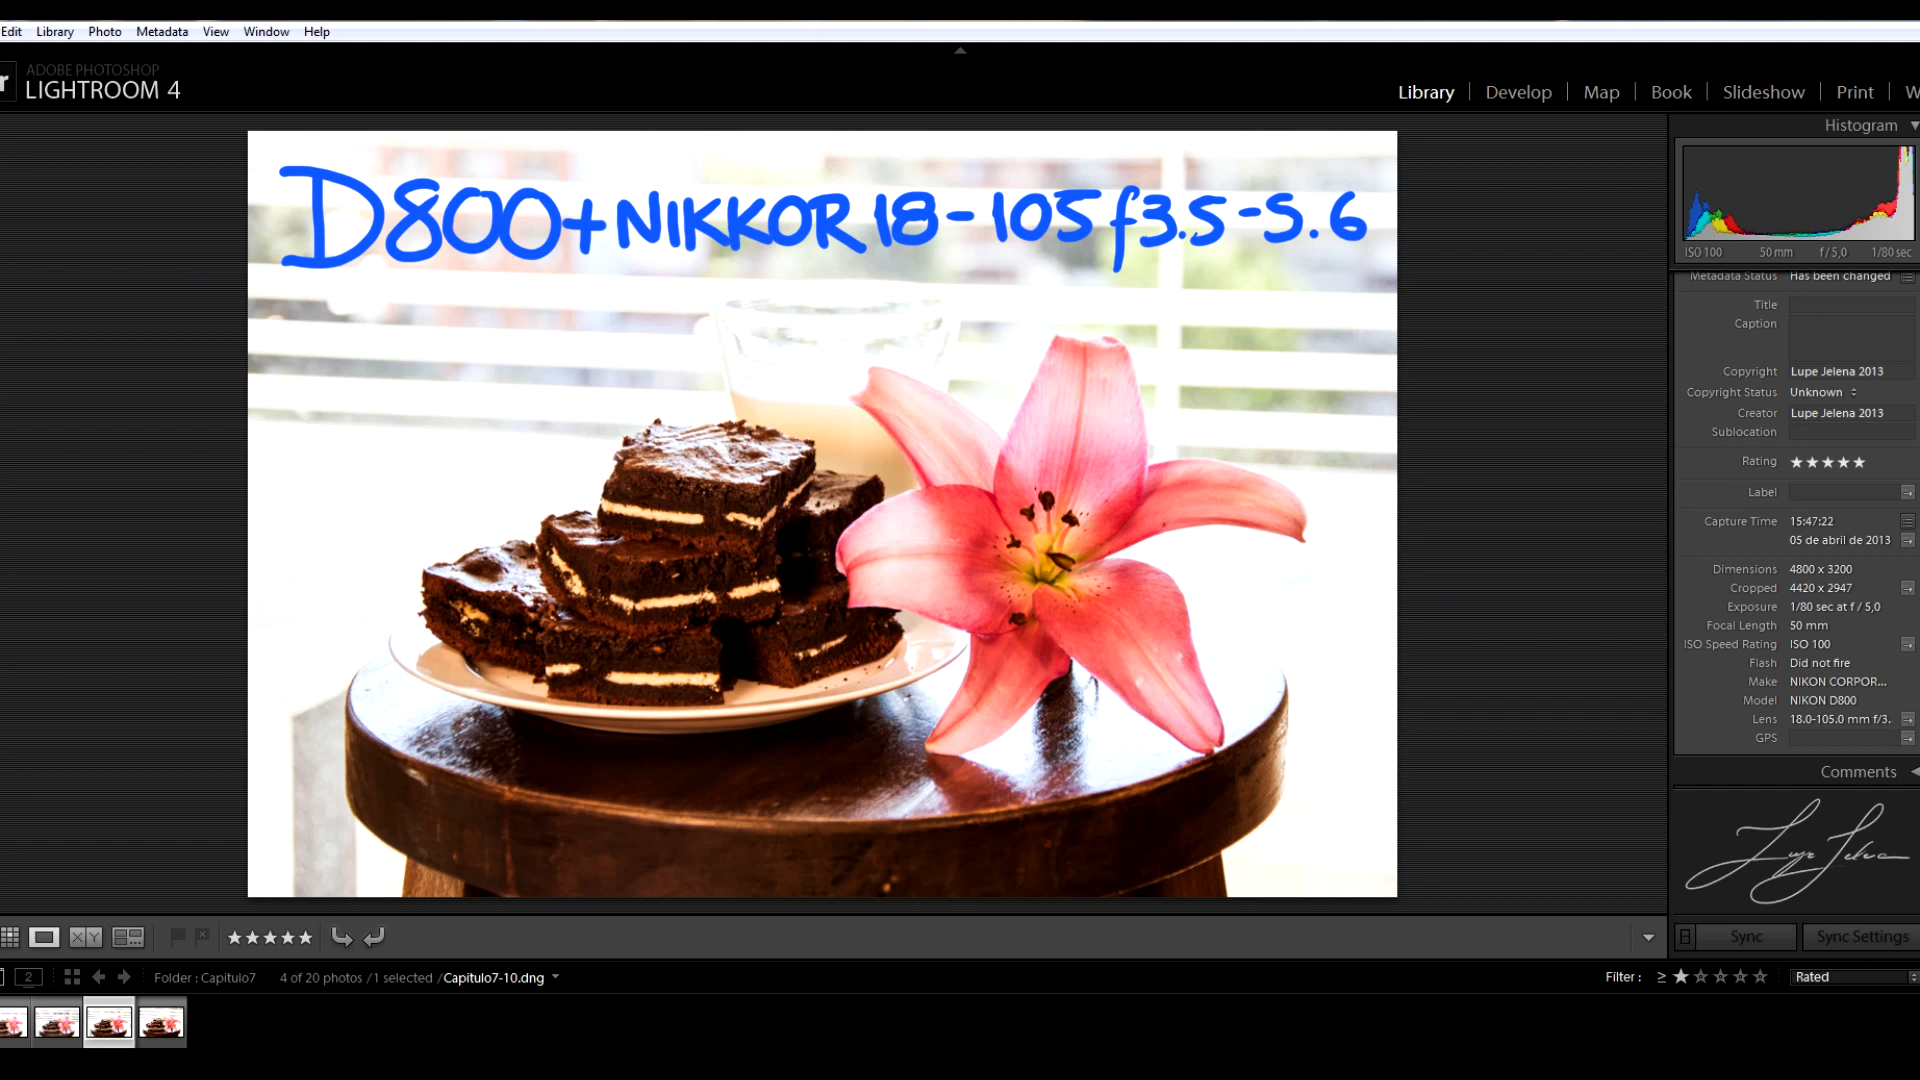 Edit Library Photo Metadata View Window Help
ADOBE PHOTOSHOP
LIGHTROOM 4
Library Develop Map Book Slideshow Print W
Histogram
D800+NIKKOR 18-105 f3.5-5.6
ISO 100 50 mm f/5,0 1/80 sec
Metadata Status Has been changed
Title
Caption
Copyright Lupe Jelena 2013
Copyright Status Unknown
Creator Lupe Jelena 2013
Sublocation
Rating ★★★★★
Label
Capture Time 15:47:22
05 de abril de 2013
Dimensions 4800 x 3200
Cropped 4420 x 2947
Exposure 1/80 sec at f / 5,0
Focal Length 50 mm
ISO Speed Rating ISO 100
Flash Did not fire
Make NIKON CORPOR...
Model NIKON D800
Lens 18.0-105.0 mm f/3.
GPS
Comments
Lupe Jelena
XY
Sync Sync Settings
2 Folder : Capitulo7 4 of 20 photos /1 selected /Capitulo7-10.dng Filter : ≥ Rated